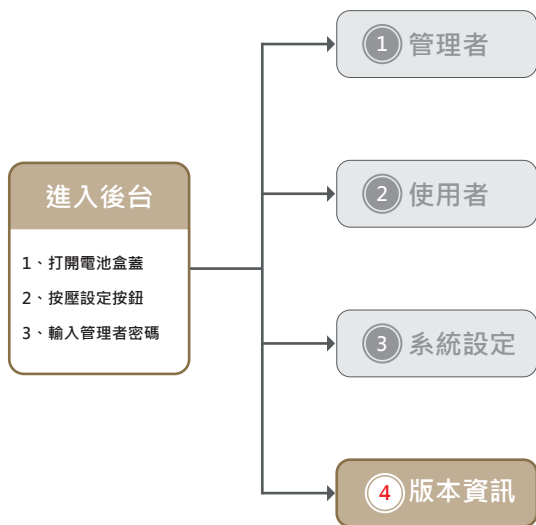 進入後台
1、打開電池盒蓋
2、按壓設定按鈕
3、輸入管理者密碼
1 管理者
2 使用者
3 系統設定
4 版本資訊